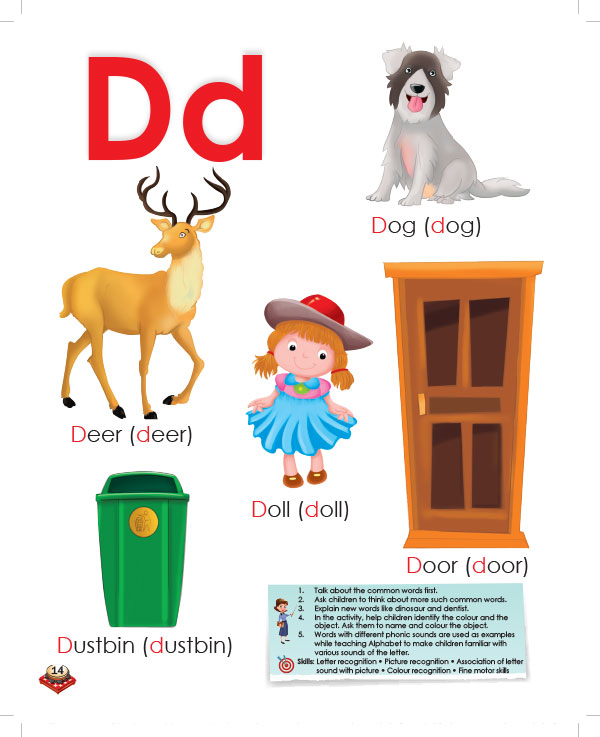 Dd
Dog (dog)
Deer (deer)
Doll (doll)
Door (door)
Dustbin (dustbin)
1. Talk about the common words first.
2. Ask children to think about more such common words.
3. Explain new words like dinosaur and dentist.
4. In the activity, help children identify the colour and the
object. Ask them to name and colour the object.
5. Words with different phonic sounds are used as examples
while teaching Alphabet to make children familiar with
various sounds of the letter.
Skills: Letter recognition • Picture recognition • Association of letter
sound with picture • Colour recognition • Fine motor skills
14